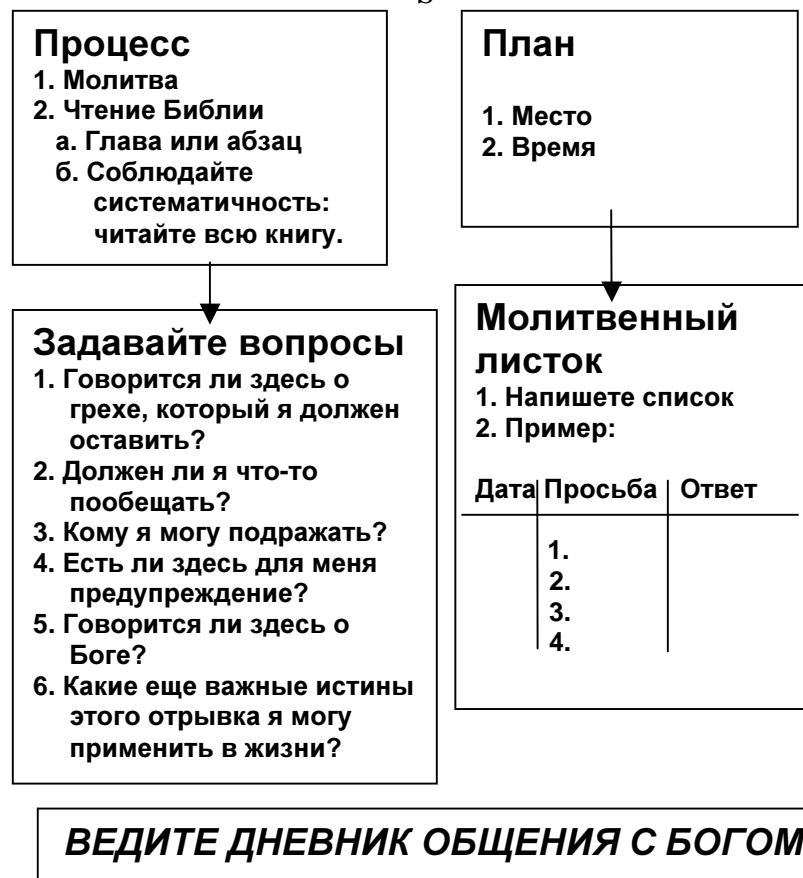 Процесс
1. Молитва
2. Чтение Библии
а. Глава или абзац
б. Соблюдайте
систематичность:
читайте всю книгу.
План
1. Место
2. Время
Задавайте вопросы
1. Говорится ли здесь о
грехе, который я должен
оставить?
2. Должен ли я что-то
пообещать?
3. Кому я могу подражать?
4. Есть ли здесь для меня
предупреждение?
5. Говорится ли здесь о
Боге?
6. Какие еще важные истины
этого отрывка я могу
применить в жизни?
Молитвенный
листок
1. Напишете список
2. Пример:
Дата Просьба Ответ
1.
2.
3.
4.
ВЕДИТЕ ДНЕВНИК ОБЩЕНИЯ С БОГОМ